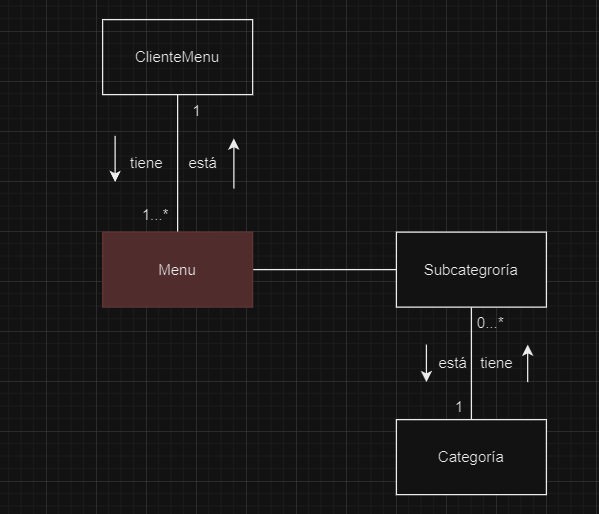 ClienteMenu
1
tiene está
1...*
Menu
Subcategroría
0...*
está tiene
1
Categoría